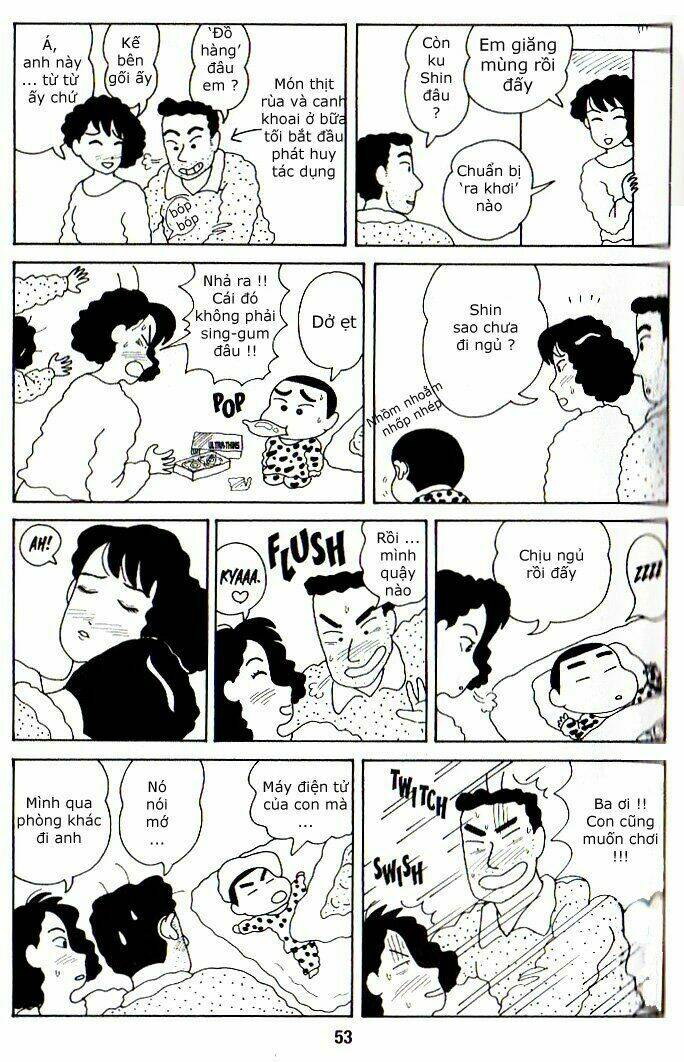 Em giăng
mùng rồi
đấy
Còn
ku
Shin
đâu
?
Chuẩn bị
‘ra khơi’
nào
‘Đồ
hàng’
đâu
em ?
Kế
bên
gối ấy
Á,
anh này
... từ từ
ấy chứ
Món thịt
rùa và canh
khoai ở bữa
tối bắt đầu
phát huy
tác dụng
bóp
bóp
Shin
sao chưa
đi ngủ ?
Nhồm nhoằm
nhốp nhép
Dở ẹt
Nhả ra !!
Cái đó
không phải
sing-gum
đâu !!
POP
ULTRA-THINS
ZZZZ
Chịu ngủ
rồi đấy
Rồi ...
mình
quậy
nào
FLUSH
KYAAA.
AH!
Ba ơi !!
Con cũng
muốn chơi
!!!
TWITCH
SWISH
Máy điện tử
của con mà
...
Nó
nói
mớ
...
Mình qua
phòng khác
đi anh
53